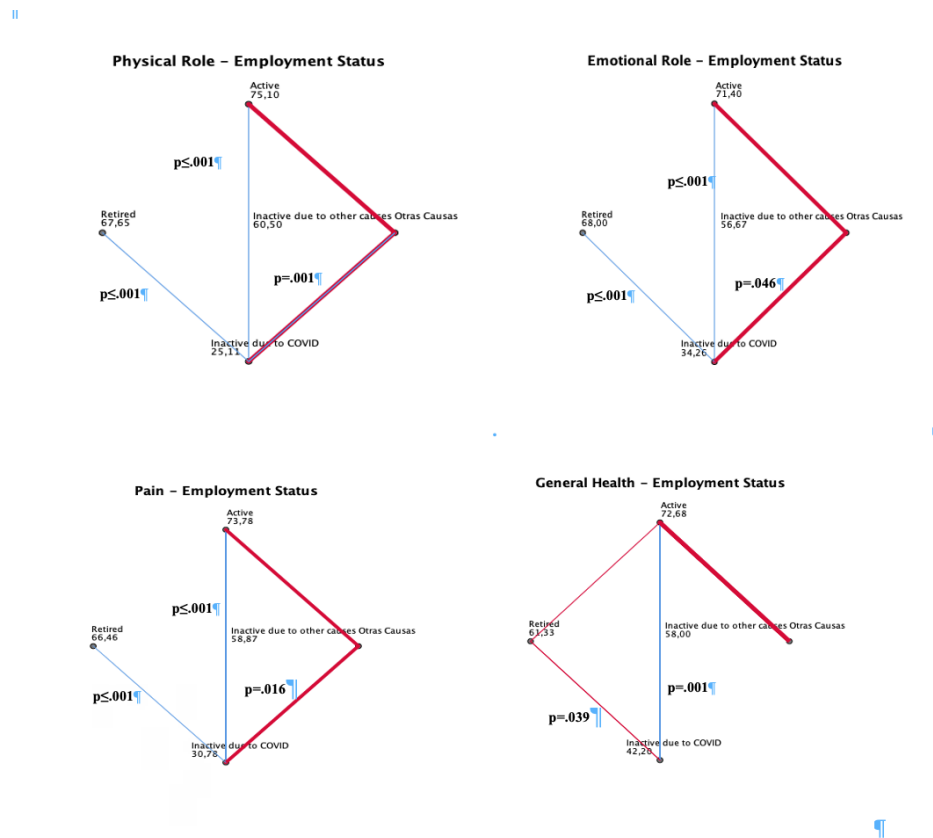 Physical Role – Employment Status
Active
75,10
p≤.001¶
Retired
67,65
Inactive due to other causes Otras Causas
60,50
p=.001¶
p≤.001¶
Inactive due to COVID
25,11
Emotional Role – Employment Status
Active
71,40
p≤.001¶
Retired
68,00
Inactive due to other causes Otras Causas
56,67
p=.046¶
p≤.001¶
Inactive due to COVID
34,26
Pain – Employment Status
Active
73,78
p≤.001¶
Retired
66,46
Inactive due to other causes Otras Causas
58,87
p=.016¶
p≤.001¶
Inactive due to COVID
30,78
General Health – Employment Status
Active
72,68
Retired
61,33
Inactive due to other causes Otras Causas
58,00
p=.001¶
p=.039¶
Inactive due to COVID
42,20
¶